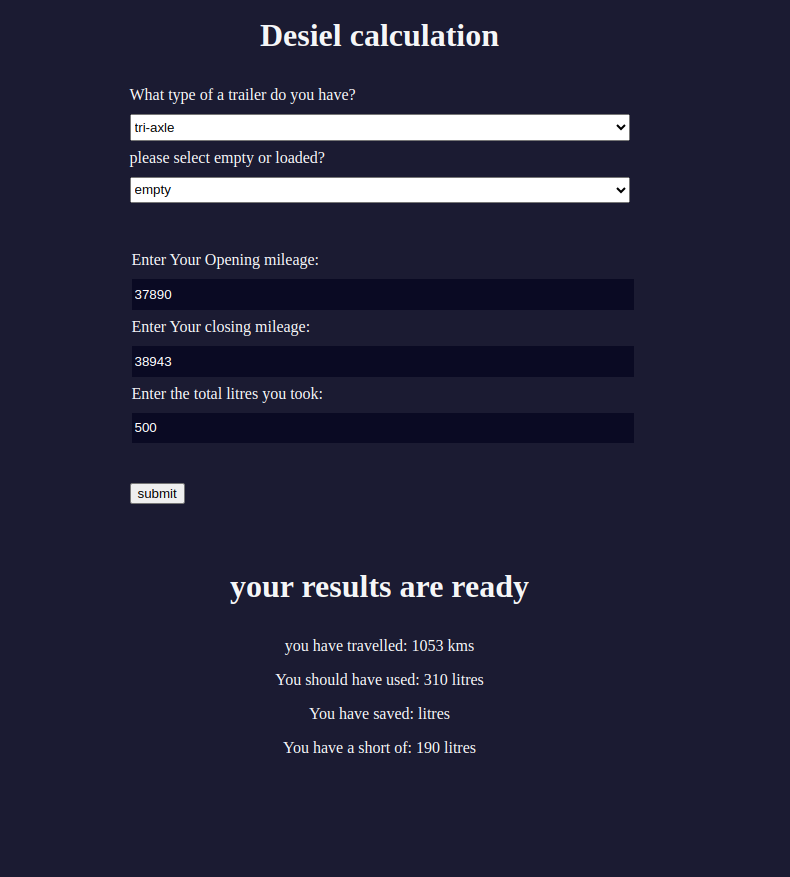 Desiel calculation
What type of a trailer do you have?
tri-axle
please select empty or loaded?
empty
Enter Your Opening mileage:
37890
Enter Your closing mileage:
38943
Enter the total litres you took:
500
submit
your results are ready
you have travelled: 1053 kms
You should have used: 310 litres
You have saved: litres
You have a short of: 190 litres